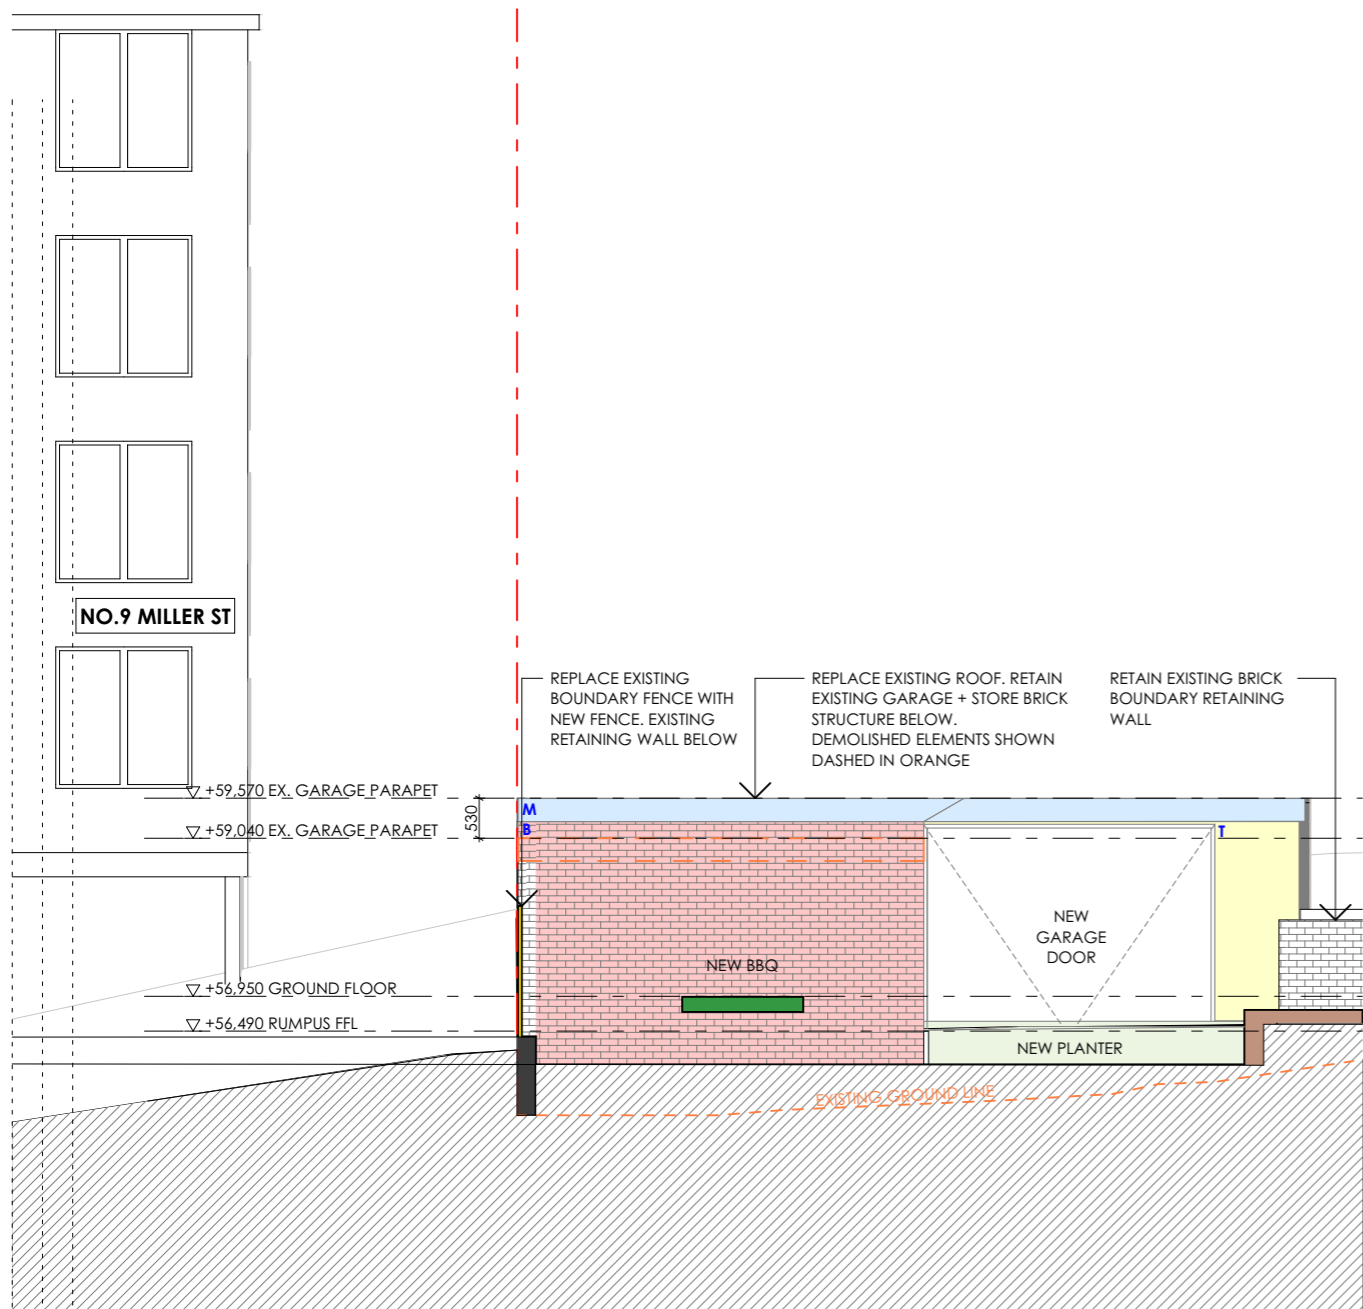 NO.9 MILLER ST
REPLACE EXISTING
BOUNDARY FENCE WITH
NEW FENCE. EXISTING
RETAINING WALL BELOW
REPLACE EXISTING ROOF. RETAIN
EXISTING GARAGE + STORE BRICK
STRUCTURE BELOW.
DEMOLISHED ELEMENTS SHOWN
DASHED IN ORANGE
RETAIN EXISTING BRICK
BOUNDARY RETAINING
WALL
+59,570 EX. GARAGE PARAPET
530
+59,040 EX. GARAGE PARAPET
M
B
T
NEW
GARAGE
DOOR
NEW BBQ
+56,950 GROUND FLOOR
+56,490 RUMPUS FFL
NEW PLANTER
EXISTING GROUND LINE